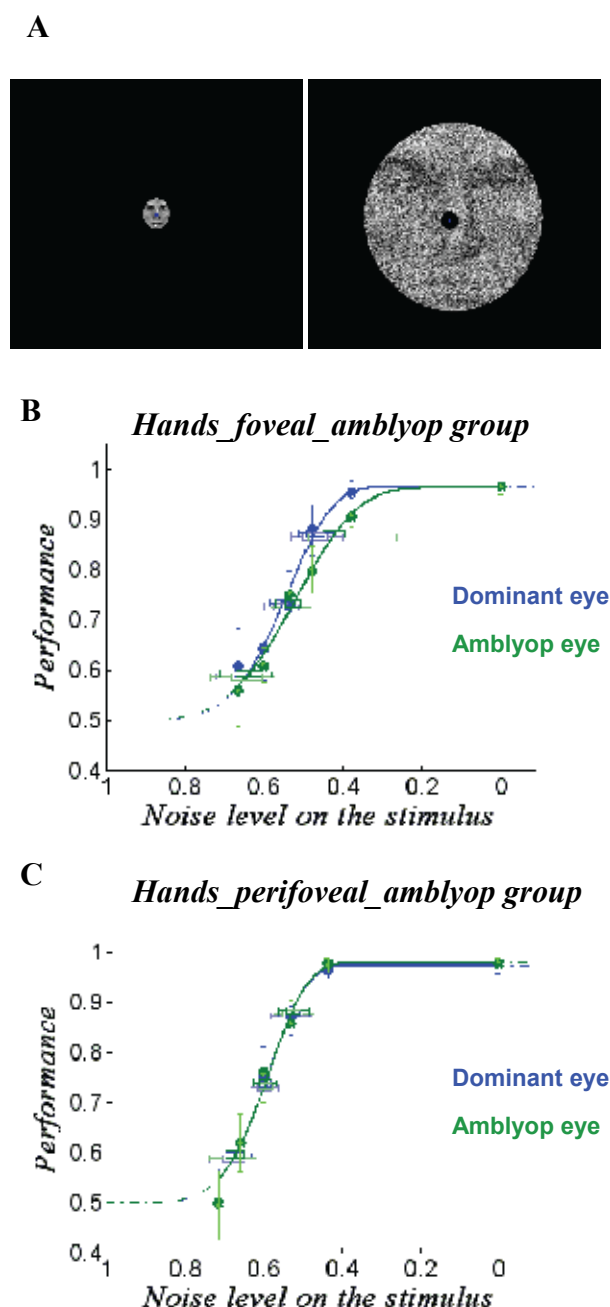 A
B
Hands_foveal_amblyop group
1
0.9
0.8
0.7
0.6
0.5
0.4
Performance
Dominant eye
Amblyop eye
1 0.8 0.6 0.4 0.2 0
Noise level on the stimulus
C
Hands_perifoveal_amblyop group
1
0.9
0.8
0.7
0.6
0.5
0.4
Performance
Dominant eye
Amblyop eye
1 0.8 0.6 0.4 0.2 0
Noise level on the stimulus